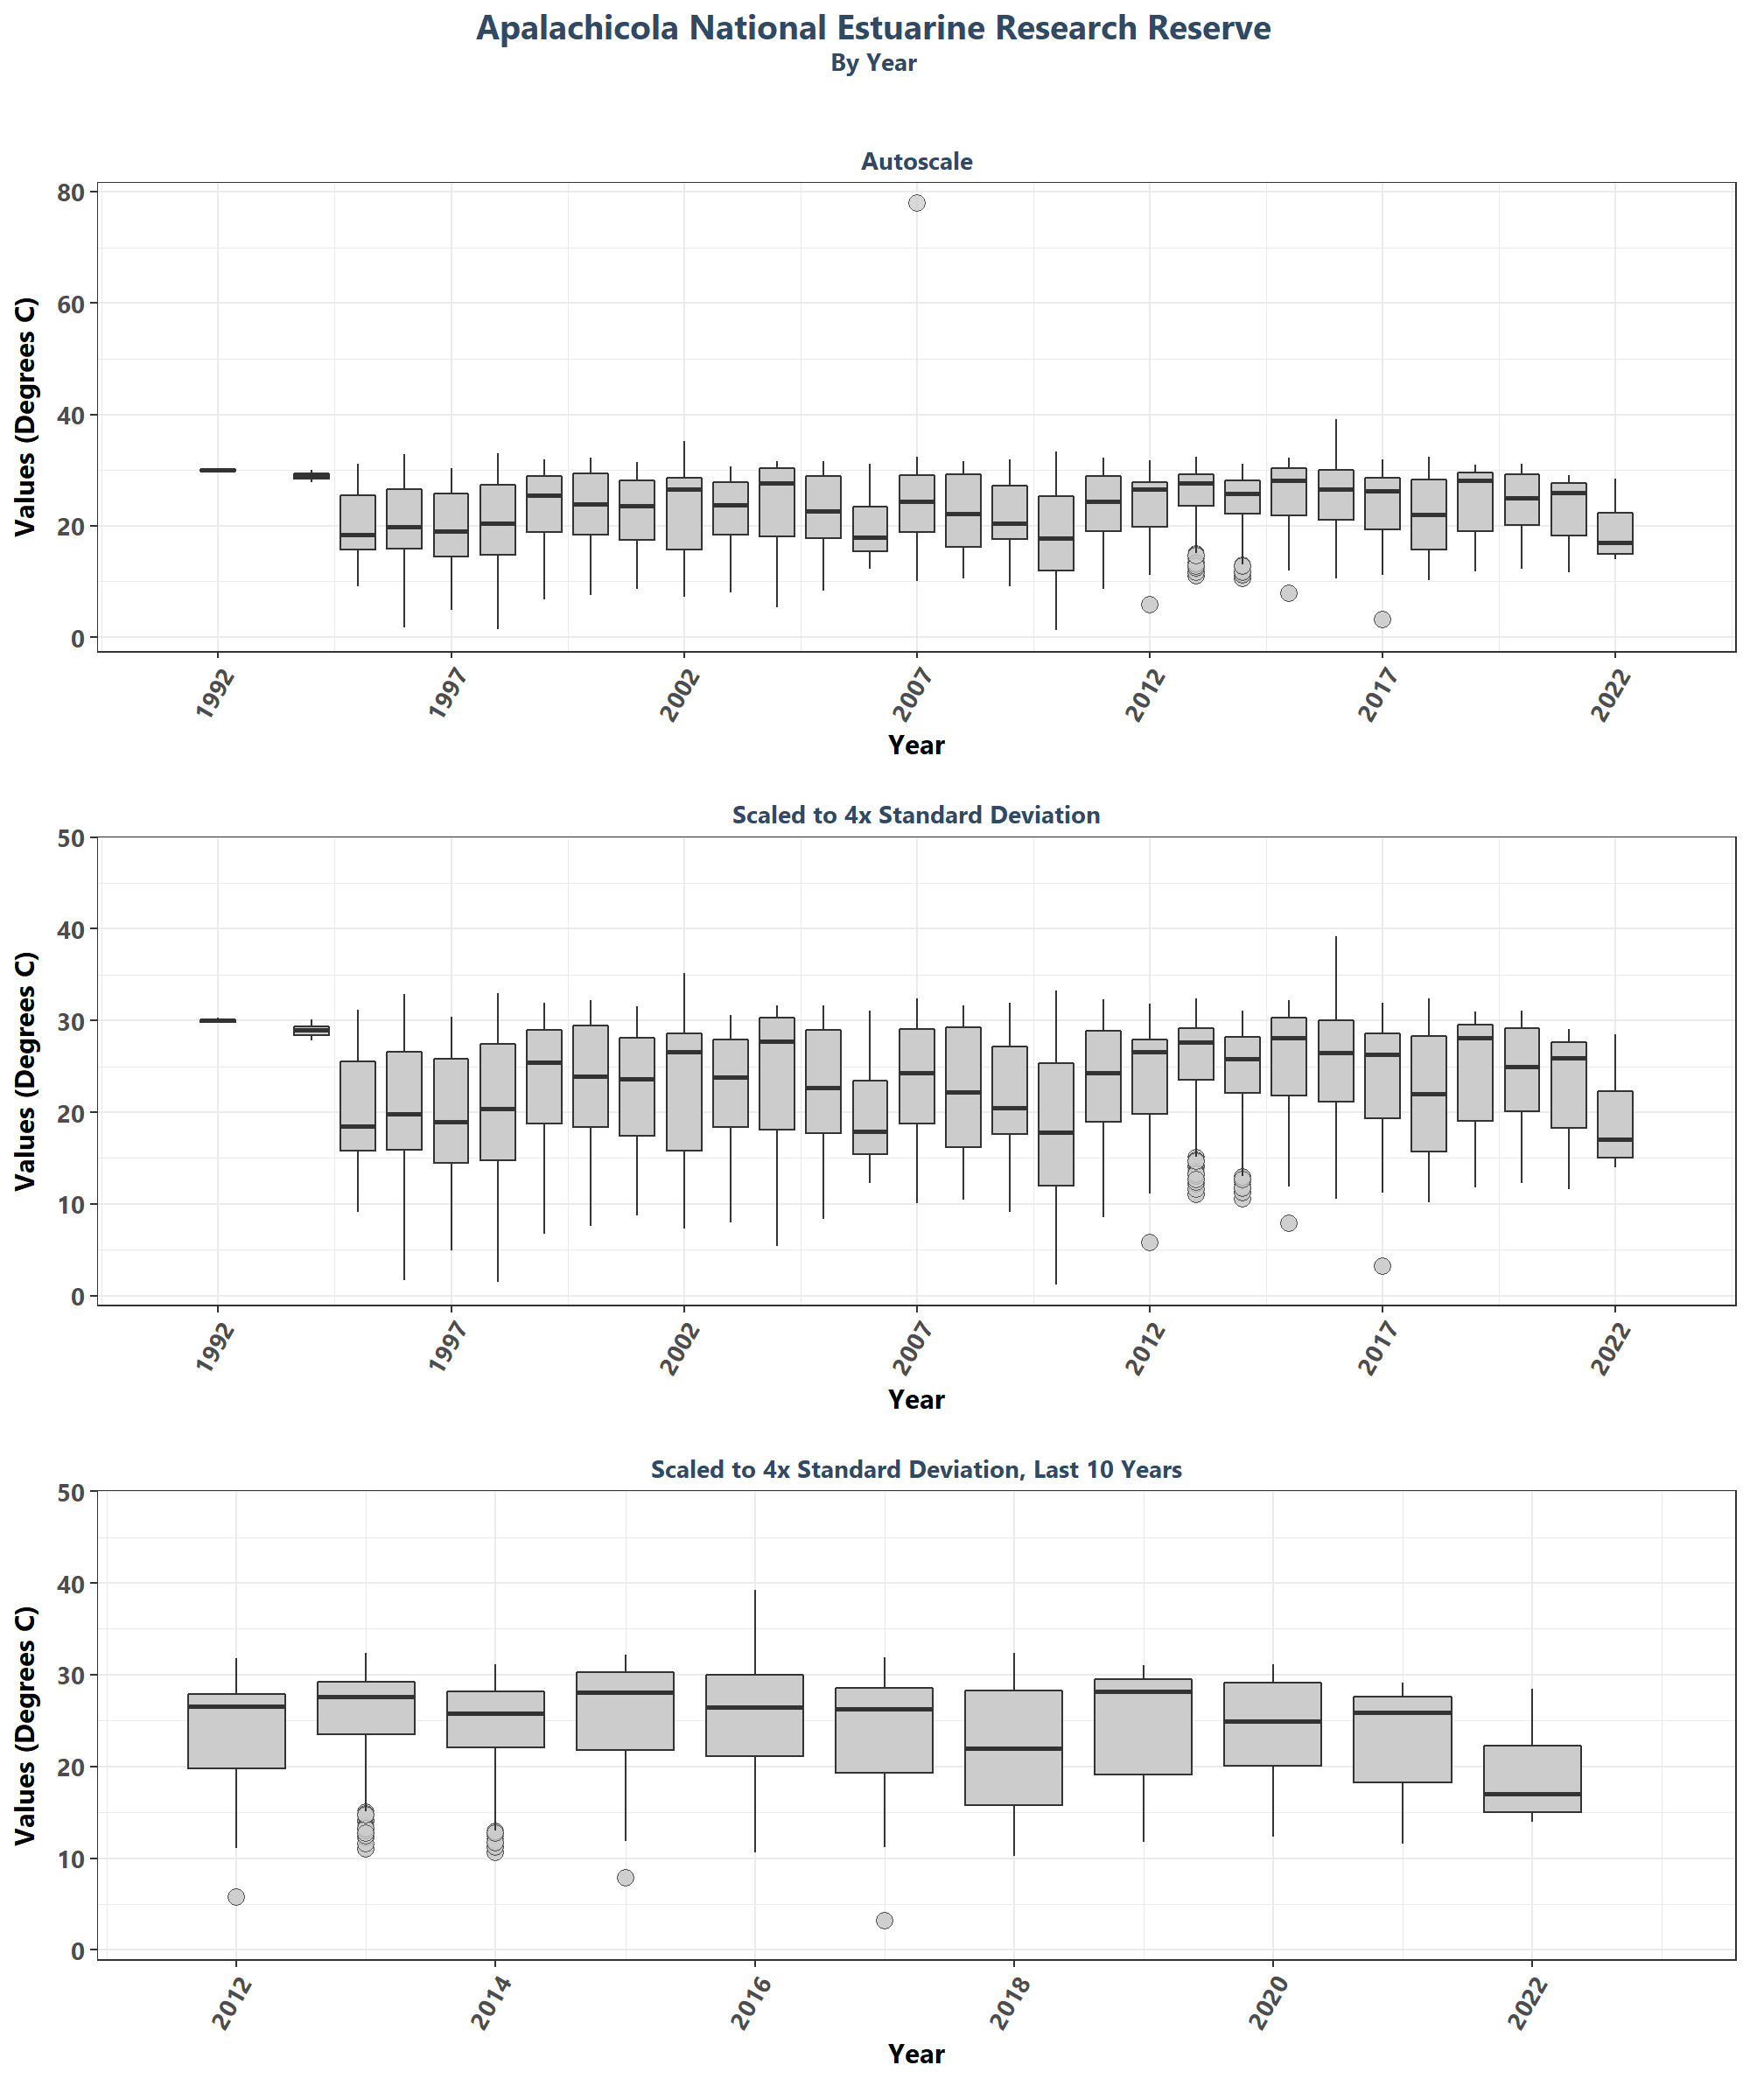 Apalachicola National Estuarine Research Reserve
By Year
Autoscale
Values (Degrees C)
80
60
40
20
0
1992 1997 2002 2007 2012 2017 2022
Year
Scaled to 4x Standard Deviation
Values (Degrees C)
50
40
30
20
10
0
1992 1997 2002 2007 2012 2017 2022
Year
Scaled to 4x Standard Deviation, Last 10 Years
Values (Degrees C)
50
40
30
20
10
0
2012 2014 2016 2018 2020 2022
Year